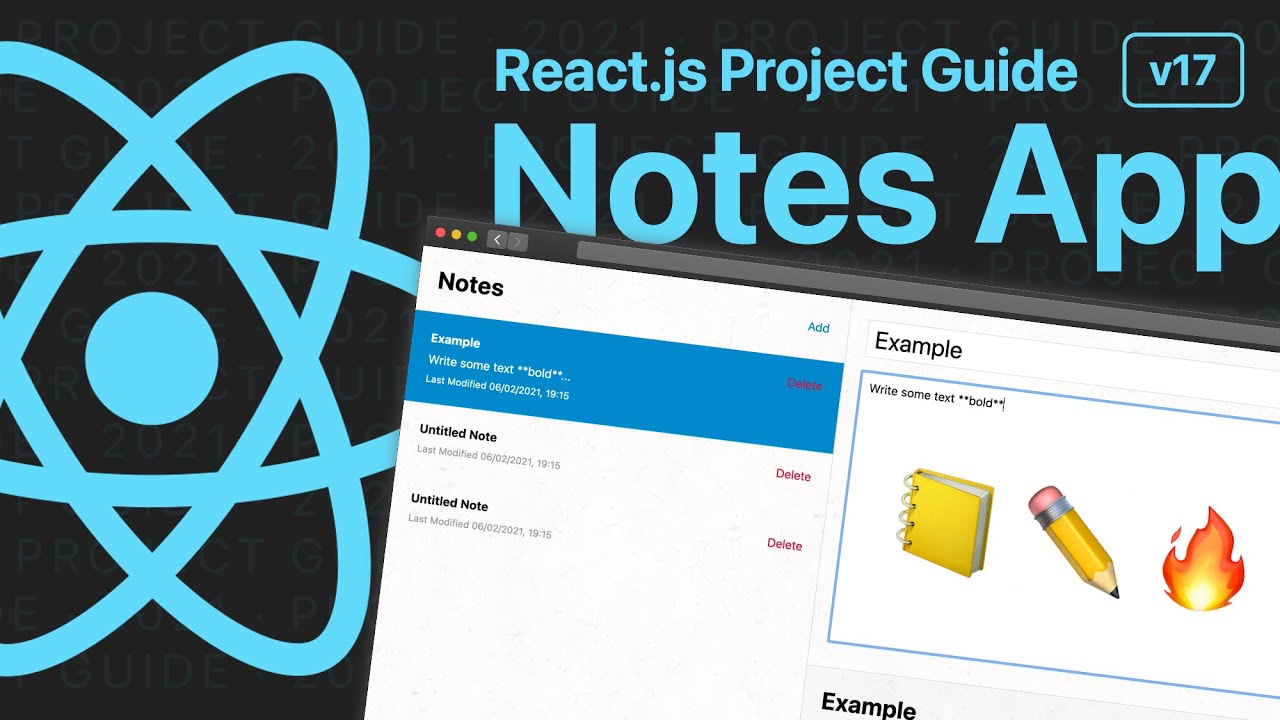 React.js Project Guide
v17
Notes App
Notes
Add
Example
Write some text **bold**...
Last Modified 06/02/2021, 19:15
Delete
Untitled Note
Last Modified 06/02/2021, 19:15
Delete
Untitled Note
Last Modified 06/02/2021, 19:15
Delete
Example
Write some text **bold**
Example